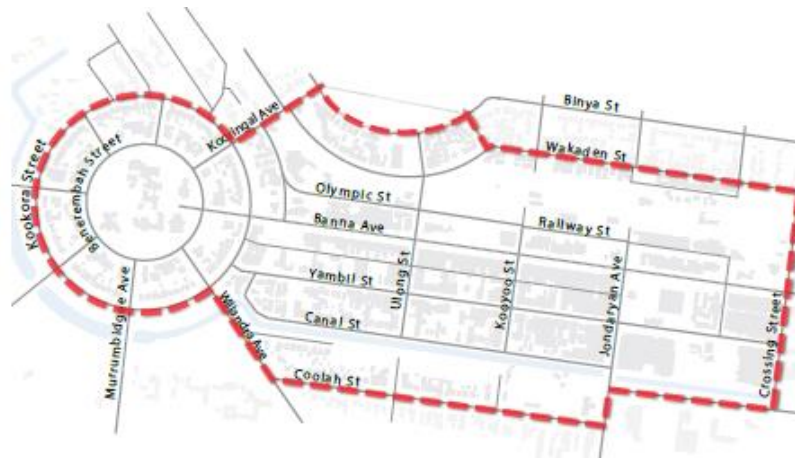 Binya St
Kooringal Ave
Wakaden St
Kookora Street
Benerembah Street
Olympic St
Banna Ave
Railway St
Yambil St
Ulong St
Kooyoo St
Jondaryan Ave
Canal St
Willandra Ave
Murrumbidgee Ave
Coolah St
Crossing Street